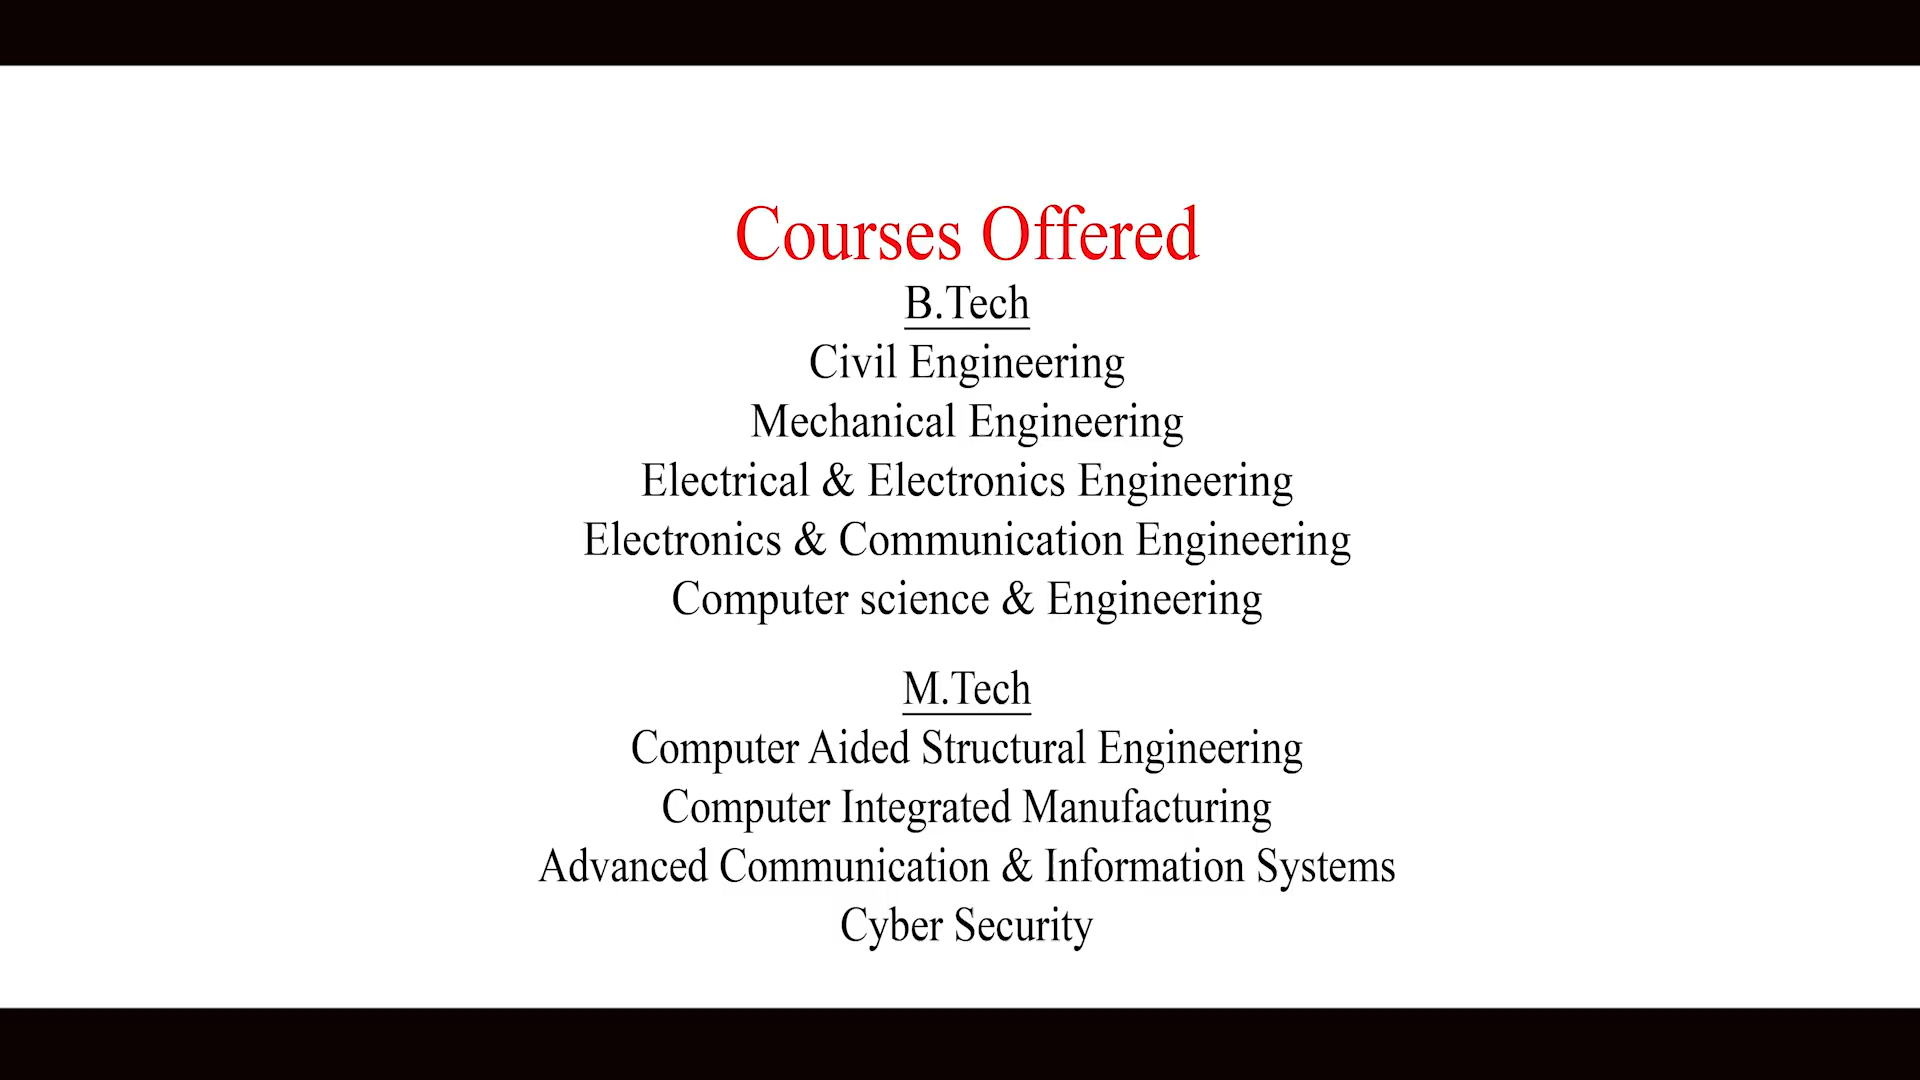 Courses Offered
B.Tech
Civil Engineering
Mechanical Engineering
Electrical & Electronics Engineering
Electronics & Communication Engineering
Computer science & Engineering
M.Tech
Computer Aided Structural Engineering
Computer Integrated Manufacturing
Advanced Communication & Information Systems
Cyber Security